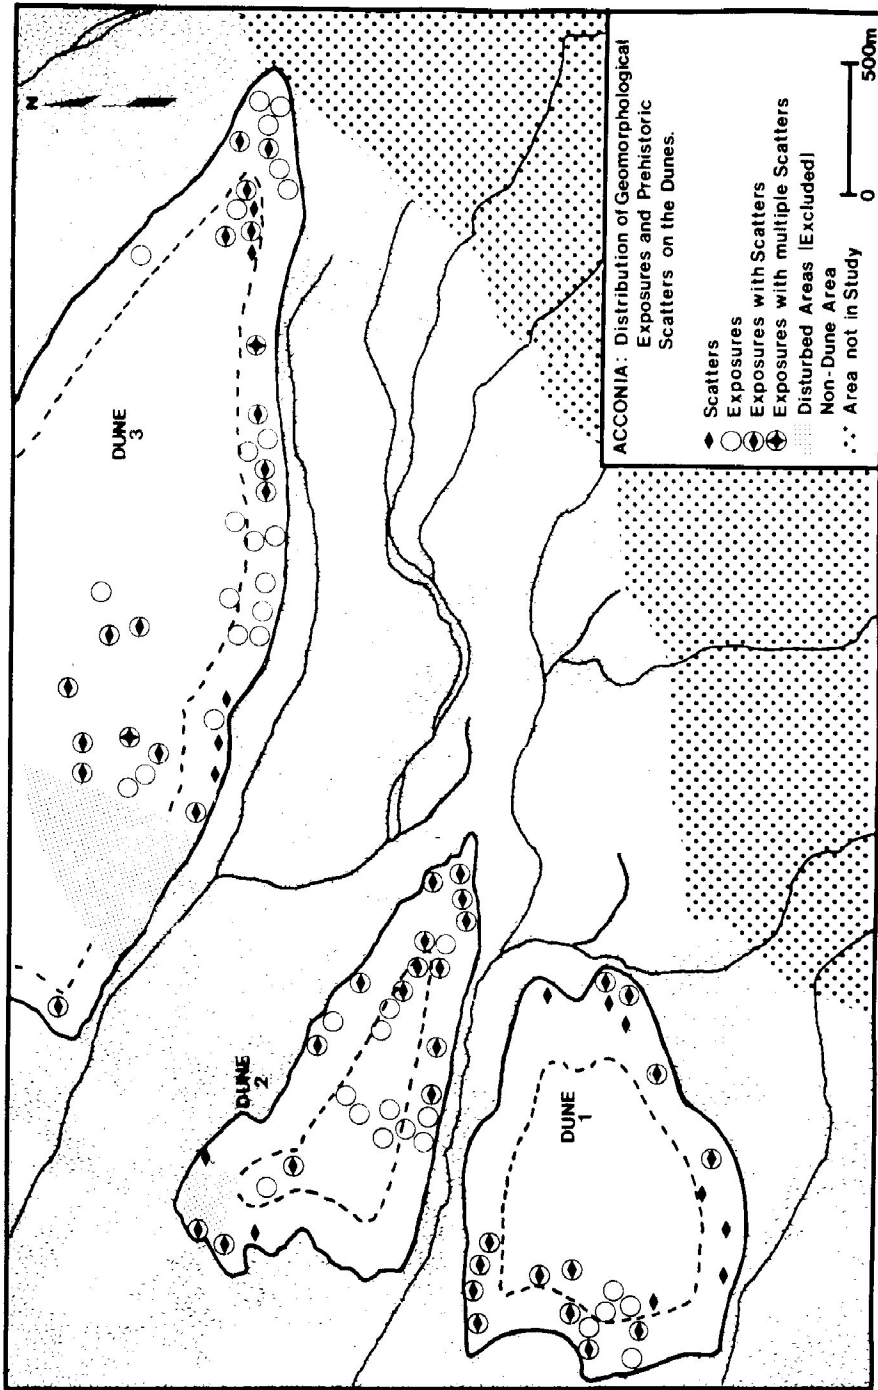 N
DUNE
3
DUNE
2
DUNE
1
ACCONIA: Distribution of Geomorphological
Exposures and Prehistoric
Scatters on the Dunes.
Scatters
Exposures
Exposures with Scatters
Exposures with multiple Scatters
Disturbed Areas [Excluded]
Non-Dune Area
Area not in Study
0 500m